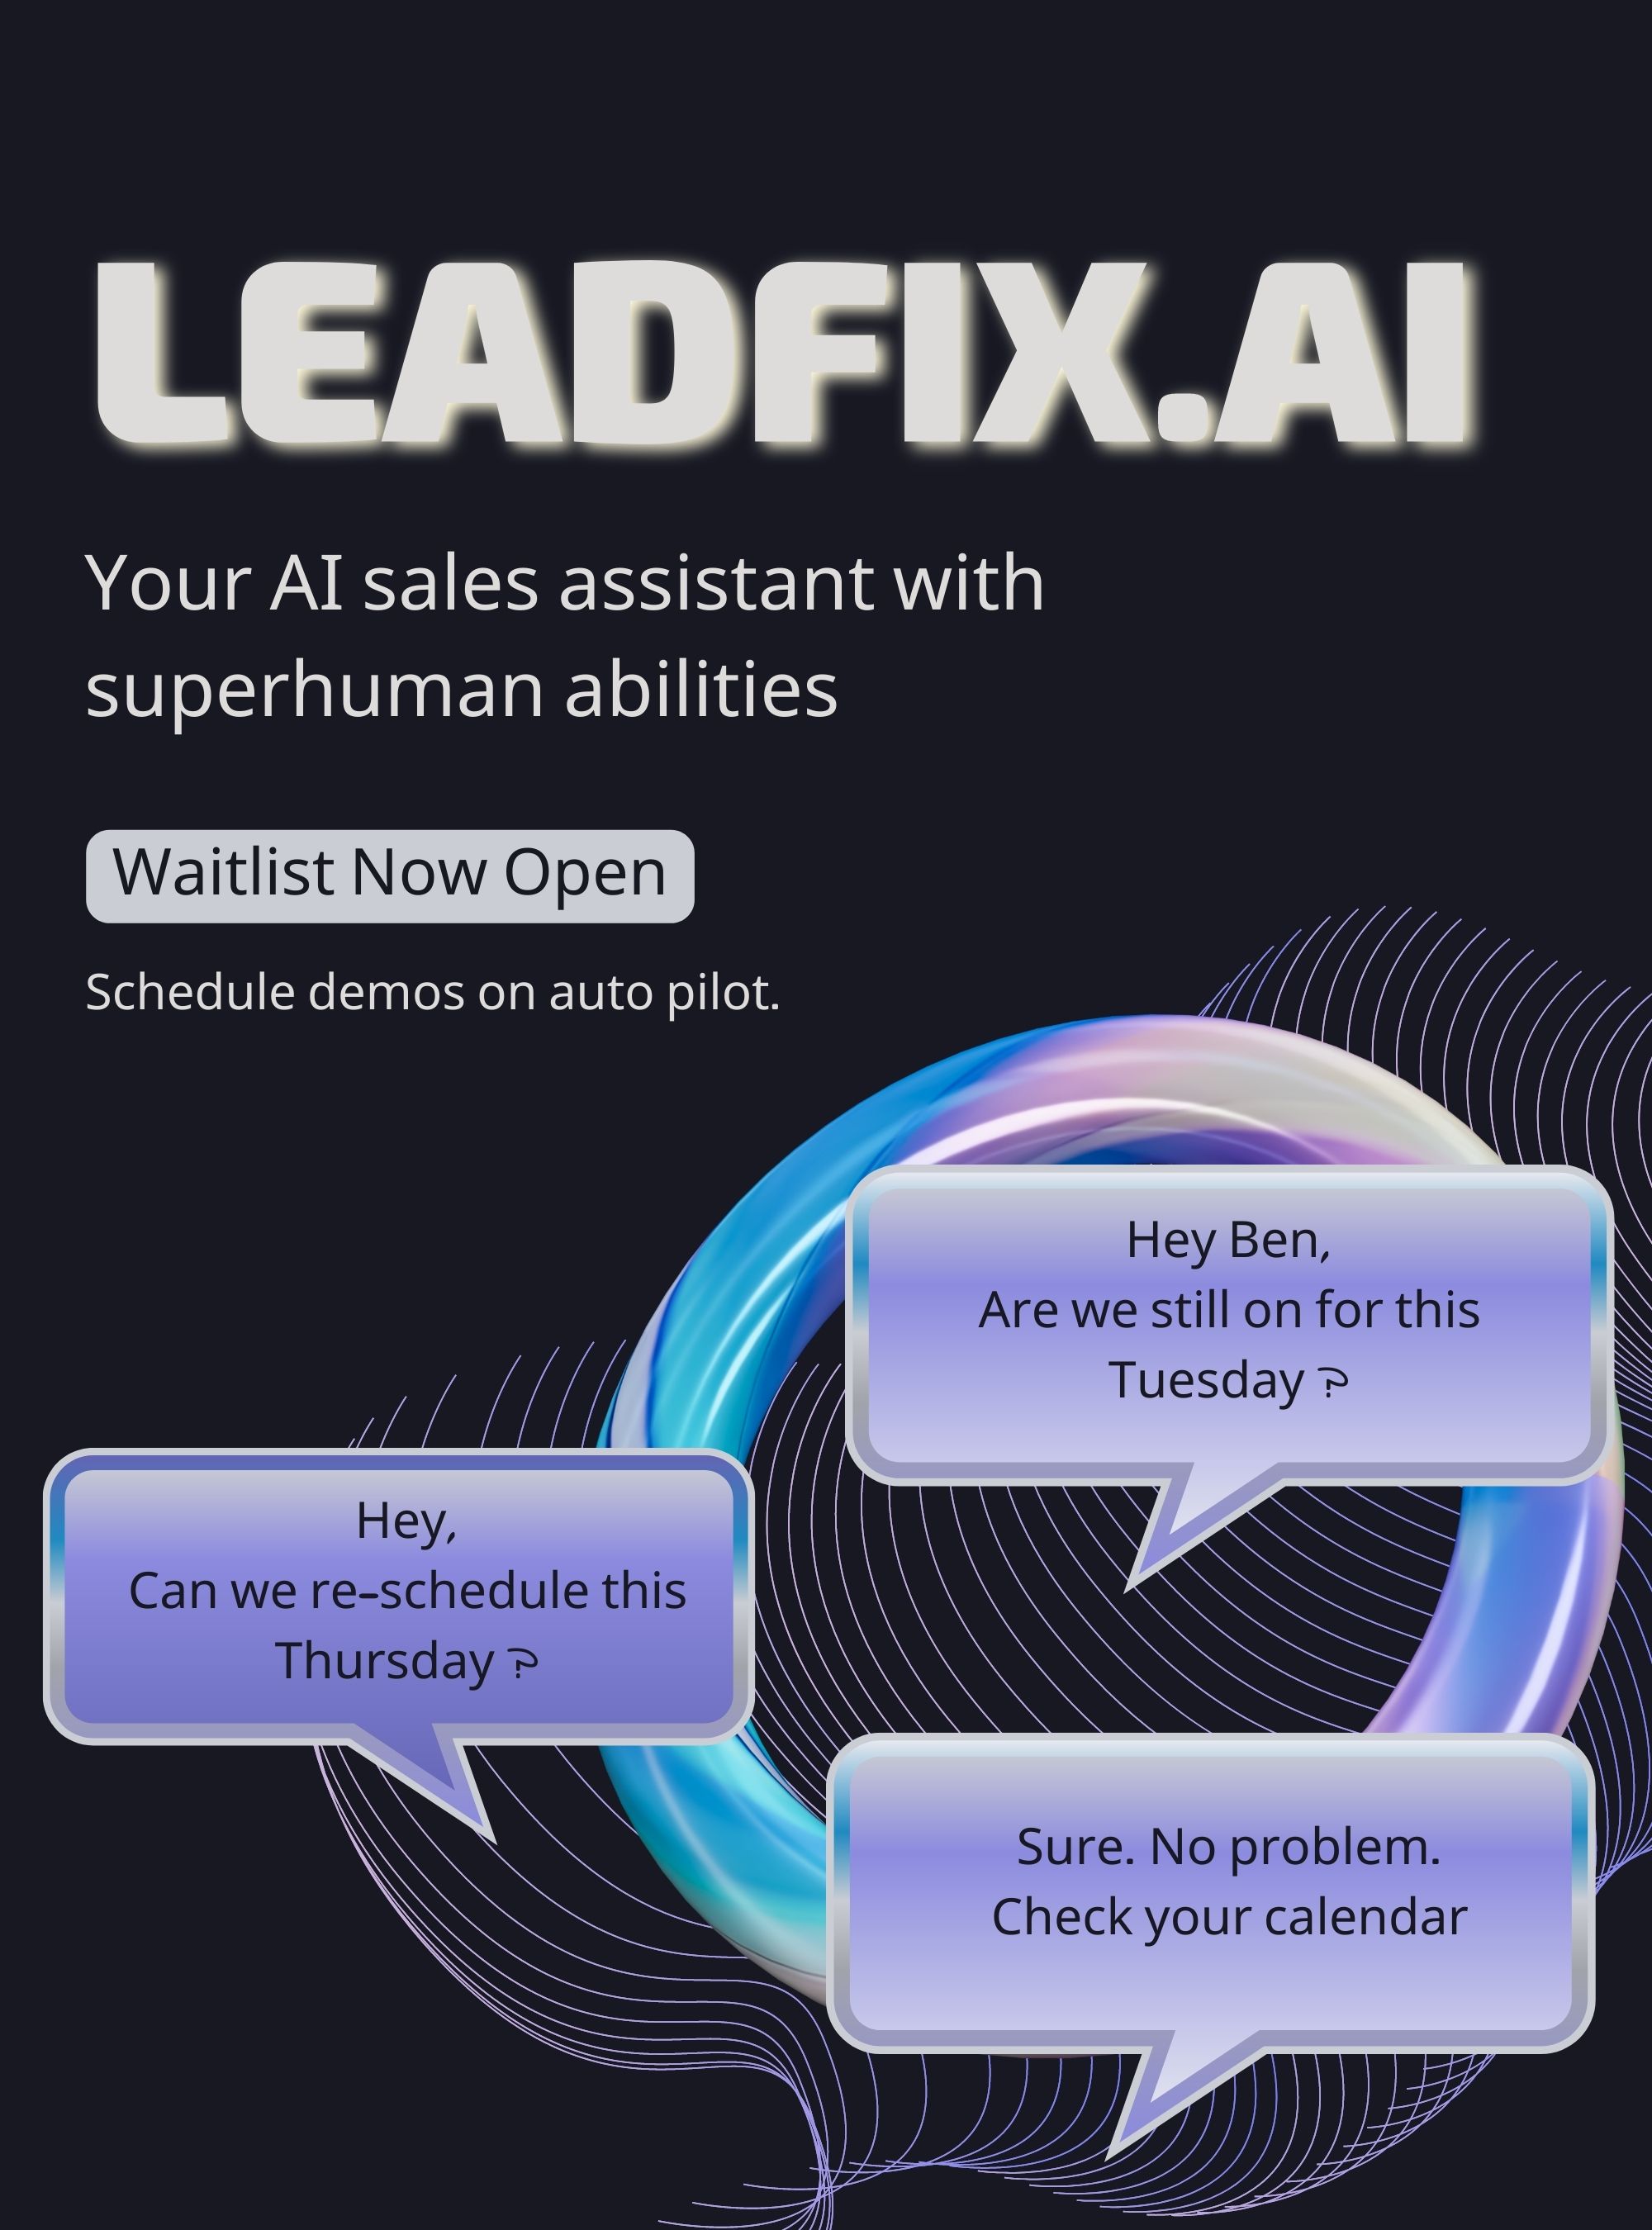 LEADFIX.AI
Your AI sales assistant with
superhuman abilities
Waitlist Now Open
Schedule demos on auto pilot.
Hey Ben,
Are we still on for this
Tuesday ?
Hey,
Can we re-schedule this
Thursday ?
Sure. No problem.
Check your calendar